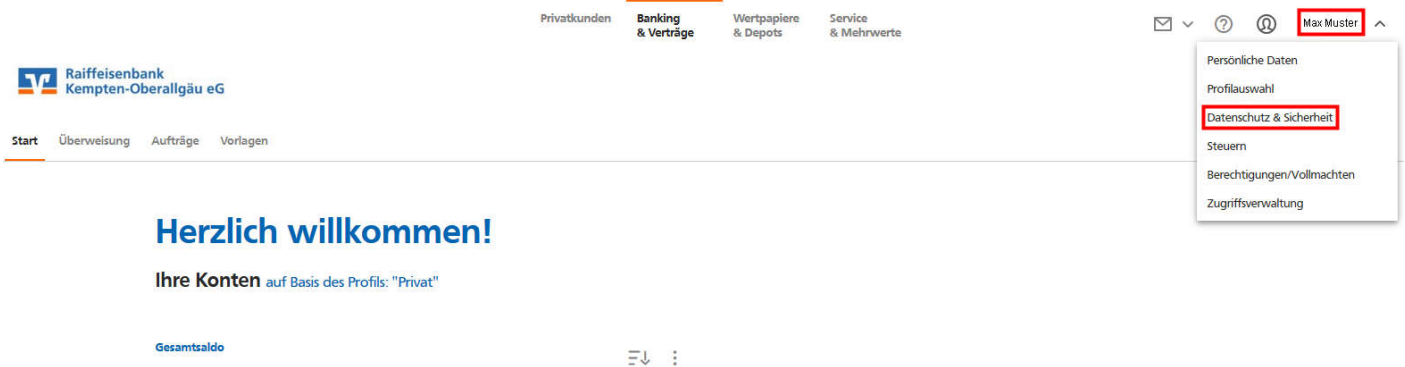 Privatkunden
Banking
& Verträge
Wertpapiere
& Depots
Service
& Mehrwerte
Max Muster
Persönliche Daten
Profilauswahl
Datenschutz & Sicherheit
Steuern
Berechtigungen/Vollmachten
Zugriffsverwaltung
Raiffeisenbank
Kempten-Oberallgäu eG
Start Überweisung Aufträge Vorlagen
Herzlich willkommen!
Ihre Konten auf Basis des Profils: "Privat"
Gesamtsaldo